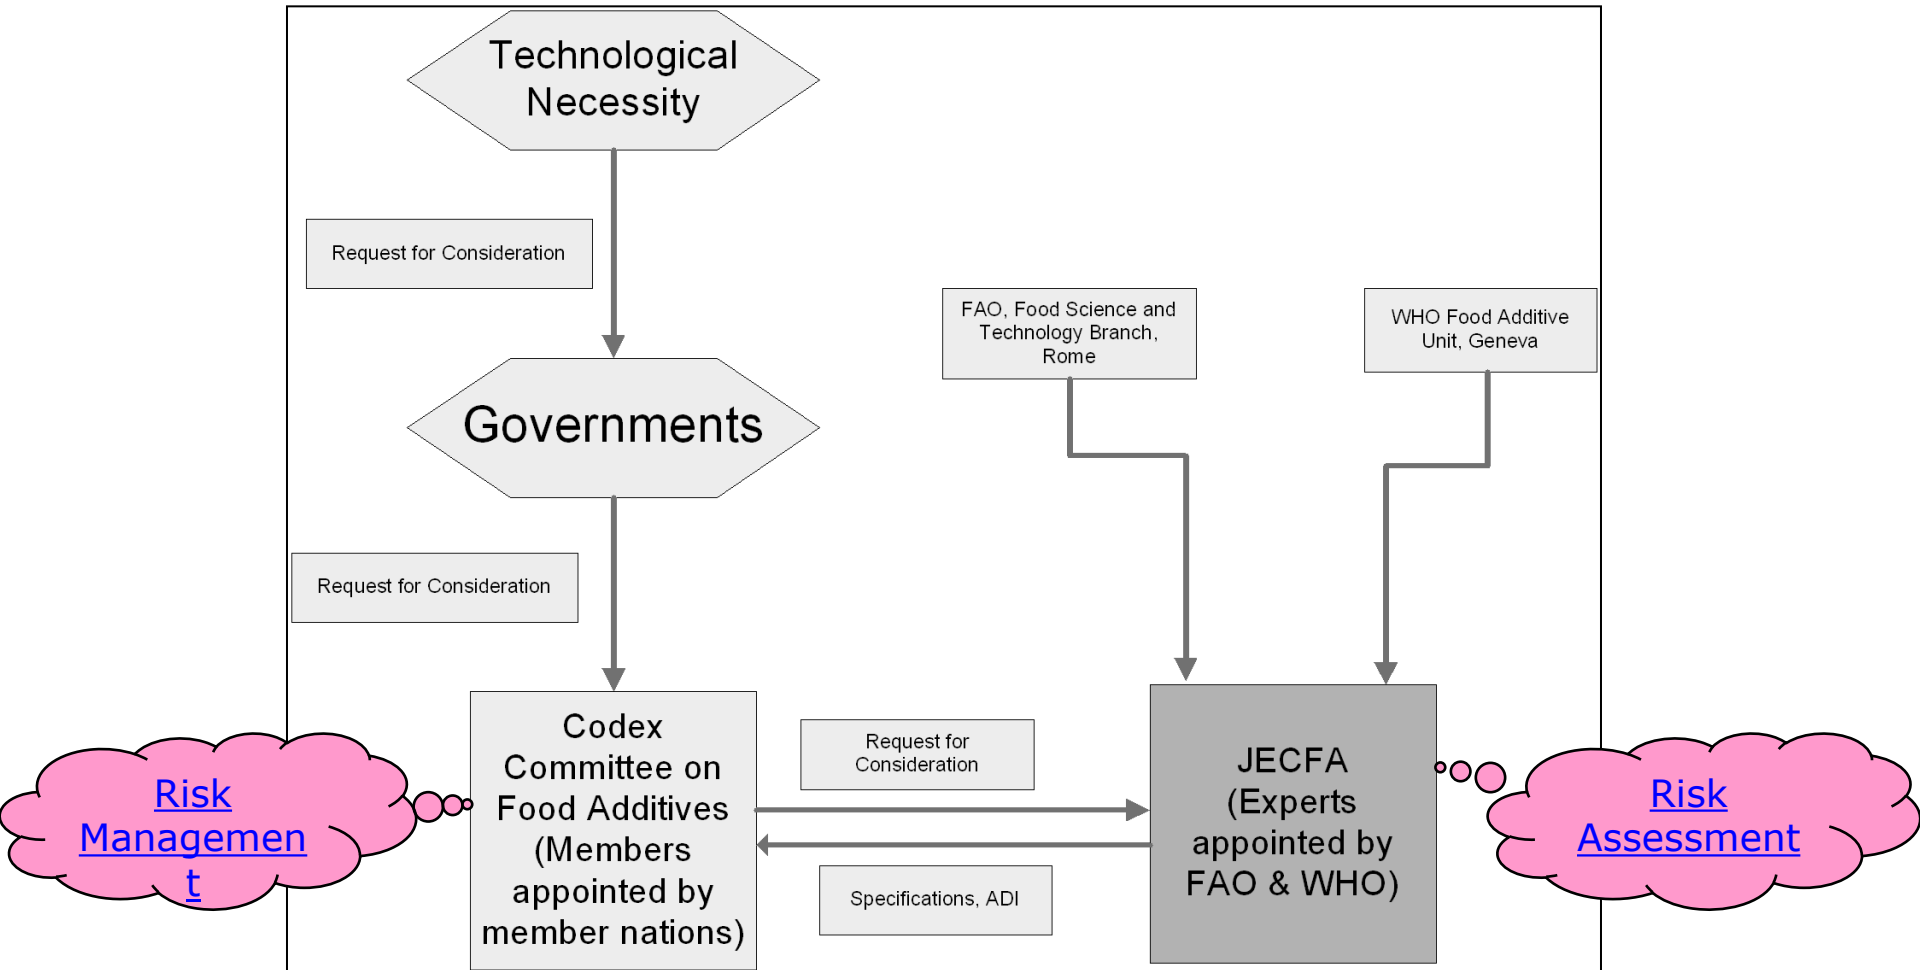 Technological
Necessity
Request for Consideration
FAO, Food Science and
Technology Branch,
Rome
WHO Food Additive
Unit, Geneva
Governments
Request for Consideration
Codex
Committee on
Food Additives
(Members
appointed by
member nations)
Request for
Consideration
Specifications, ADI
JECFA
(Experts
appointed by
FAO & WHO)
Risk
Managemen
t
Risk
Assessment